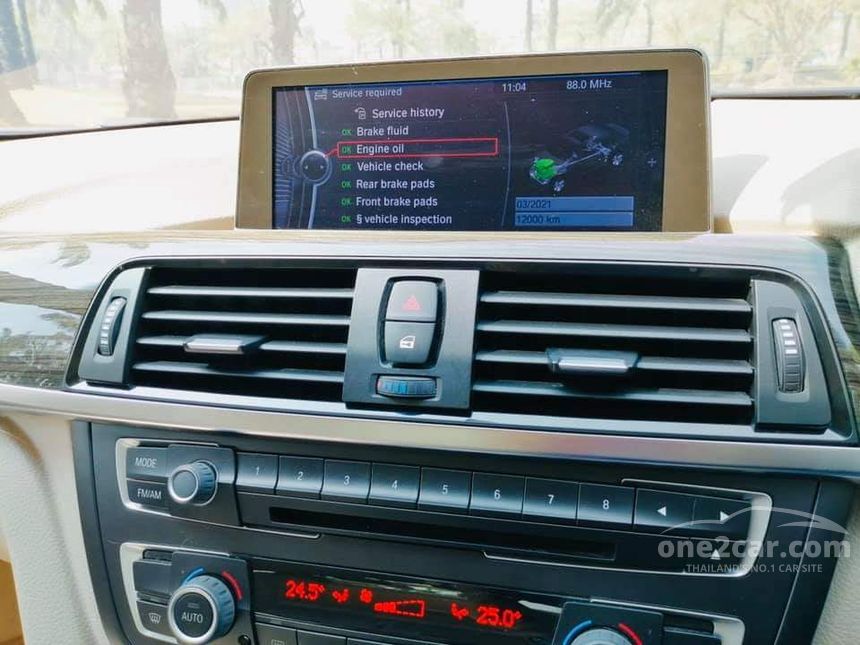 Service required 11:04 88.0 MHz
Service history
OK Brake fluid
OK Engine oil
OK Vehicle check
OK Rear brake pads
OK Front brake pads
OK § vehicle inspection
03/2021
12000 km
MODE
FM/AM
1 2 3 4 5 6 7 8
AUTO
24.5°
25.0°
one2car.com
THAILAND'S NO.1 CAR SITE